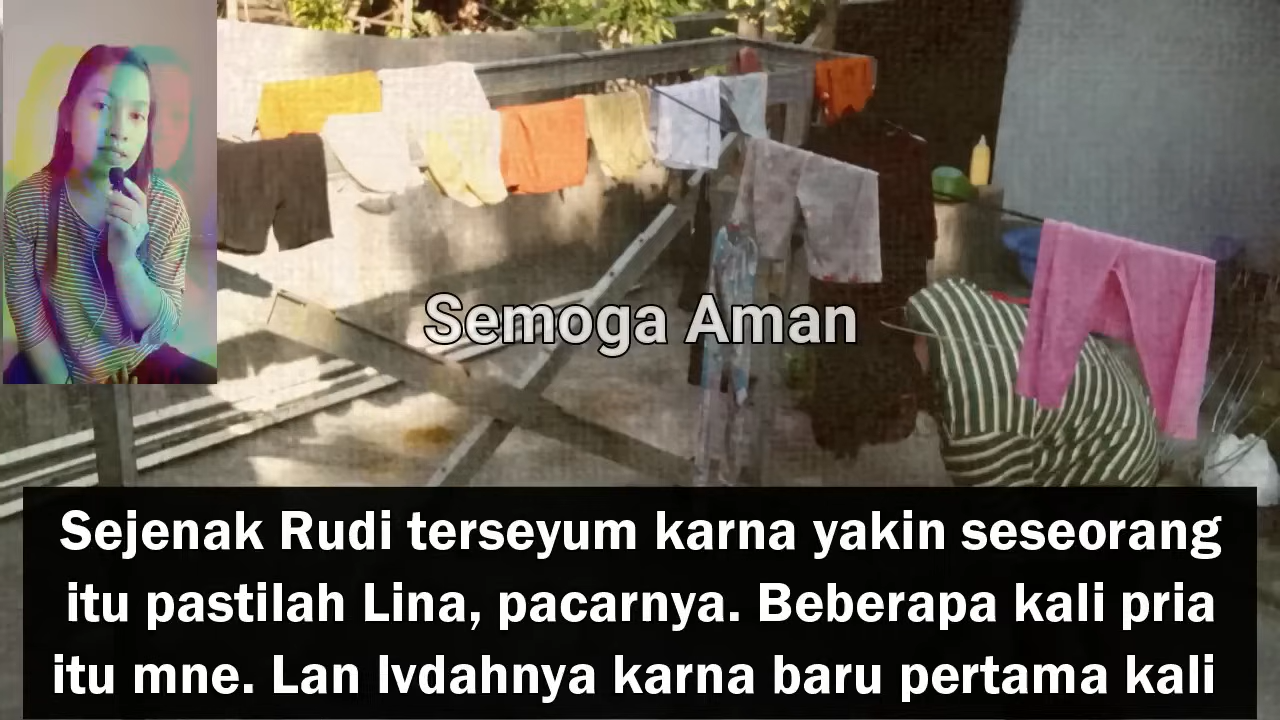 Semoga Aman
Sejenak Rudi terseyum karna yakin seseorang
itu pastilah Lina, pacarnya. Beberapa kali pria
itu mne. Lan lvdahnya karna baru pertama kali